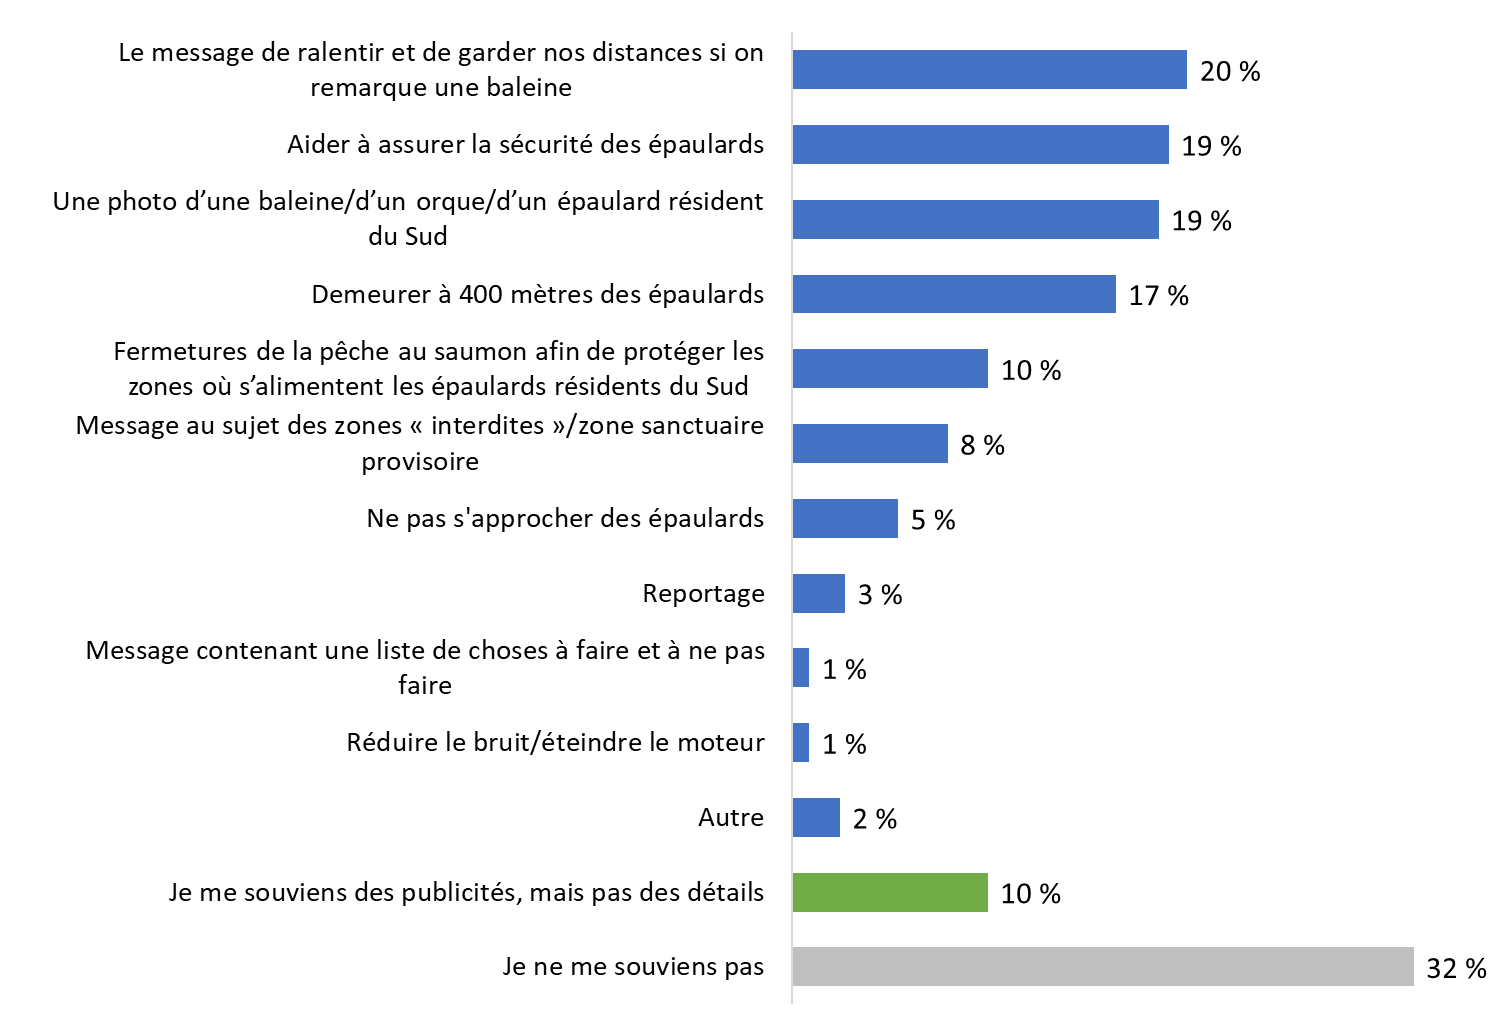 Le message de ralentir et de garder nos distances si on
remarque une baleine
20 %
Aider à assurer la sécurité des épaulards
19 %
Une photo d’une baleine/d’un orque/d’un épaulard résident
du Sud
19 %
Demeurer à 400 mètres des épaulards
17 %
Fermetures de la pêche au saumon afin de protéger les
zones où s’alimentent les épaulards résidents du Sud
10 %
Message au sujet des zones « interdites »/zone sanctuaire
provisoire
8 %
Ne pas s'approcher des épaulards
5 %
Reportage
3 %
Message contenant une liste de choses à faire et à ne pas
faire
1 %
Réduire le bruit/éteindre le moteur
1 %
Autre
2 %
Je me souviens des publicités, mais pas des détails
10 %
Je ne me souviens pas
32 %